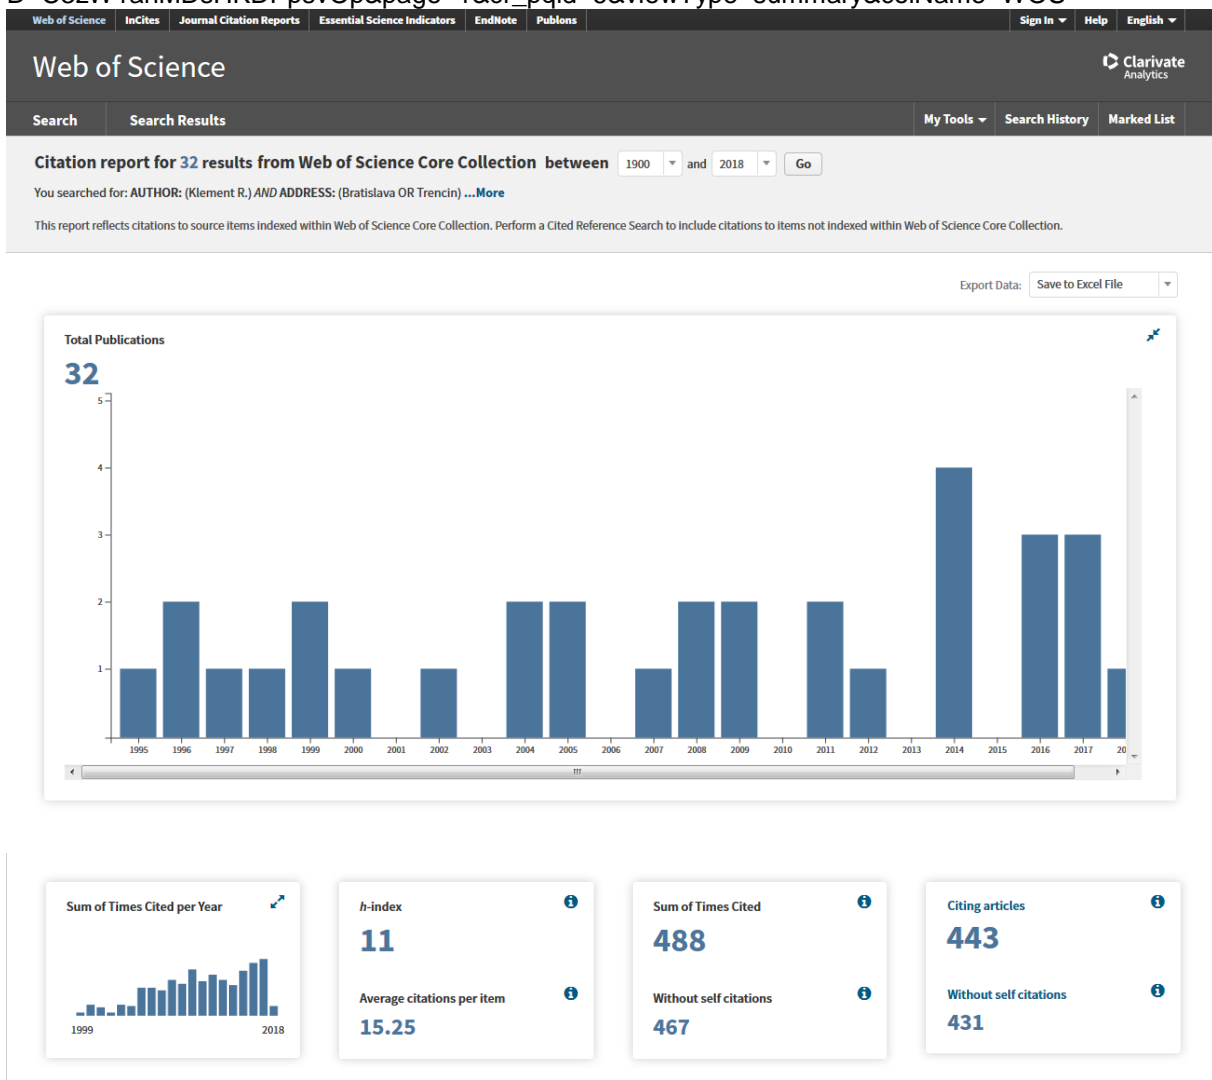 Web of Science InCites Journal Citation Reports Essential Science Indicators EndNote Publons Sign In Help English
Web of Science
Clarivate
Analytics
Search Search Results My Tools Search History Marked List
Citation report for 32 results from Web of Science Core Collection between 1900 and 2018 Go
You searched for: AUTHOR: (Klement R.) AND ADDRESS: (Bratislava OR Trencin) ...More
This report reflects citations to source items indexed within Web of Science Core Collection. Perform a Cited Reference Search to include citations to items not indexed within Web of Science Core Collection.
Export Data: Save to Excel File
Total Publications
32
5
4
3
2
1
1995 1996 1997 1998 1999 2000 2001 2002 2003 2004 2005 2006 2007 2008 2009 2010 2011 2012 2013 2014 2015 2016 2017 20
Sum of Times Cited per Year
1999 2018
h-index
11
Average citations per item
15.25
Sum of Times Cited
488
Without self citations
467
Citing articles
443
Without self citations
431